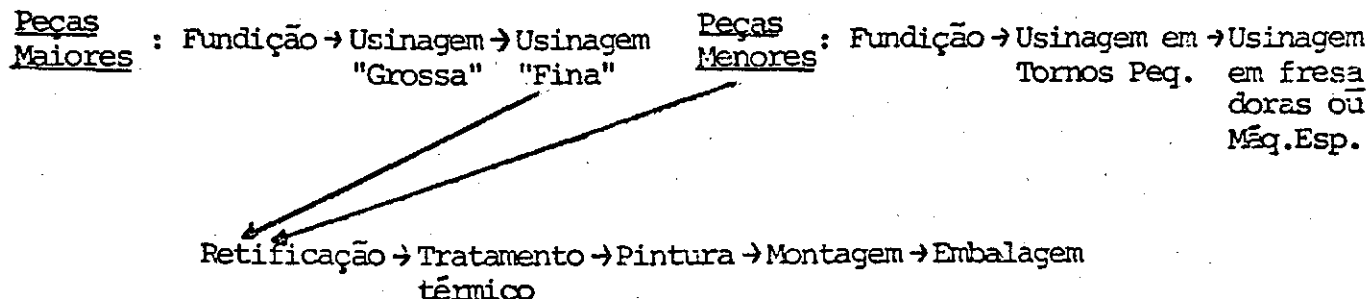 Peças
Maiores : Fundição → Usinagem → Usinagem
"Grossa" "Fina"
Peças
Menores : Fundição → Usinagem em → Usinagem
Tornos Peq. em fresa
doras ou
Máq.Esp.
Retificação → Tratamento → Pintura → Montagem → Embalagem
térmico